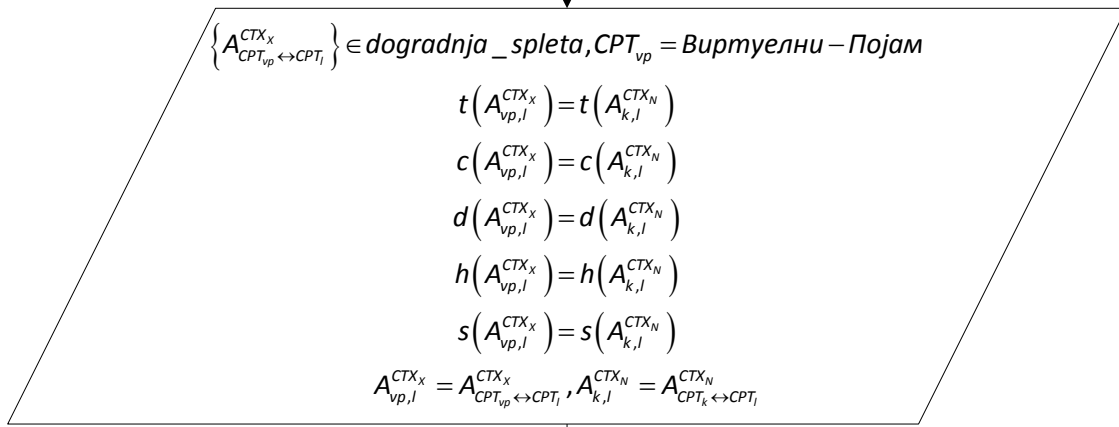 {A^{CTX_X}_{CPT_{vp}↔CPT_l}} ∈ dogradnja_spleta, CPT_{vp} = Виртуелни – Појам
t(A^{CTX_X}_{vp,l}) = t(A^{CTX_N}_{k,l})
c(A^{CTX_X}_{vp,l}) = c(A^{CTX_N}_{k,l})
d(A^{CTX_X}_{vp,l}) = d(A^{CTX_N}_{k,l})
h(A^{CTX_X}_{vp,l}) = h(A^{CTX_N}_{k,l})
s(A^{CTX_X}_{vp,l}) = s(A^{CTX_N}_{k,l})
A^{CTX_X}_{vp,l} = A^{CTX_X}_{CPT_{vp}↔CPT_l}, A^{CTX_N}_{k,l} = A^{CTX_N}_{CPT_k↔CPT_l}